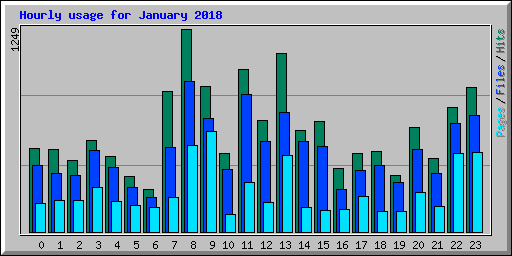 Hourly usage for January 2018
1249
Pages/Files/Hits
0 1 2 3 4 5 6 7 8 9 10 11 12 13 14 15 16 17 18 19 20 21 22 23